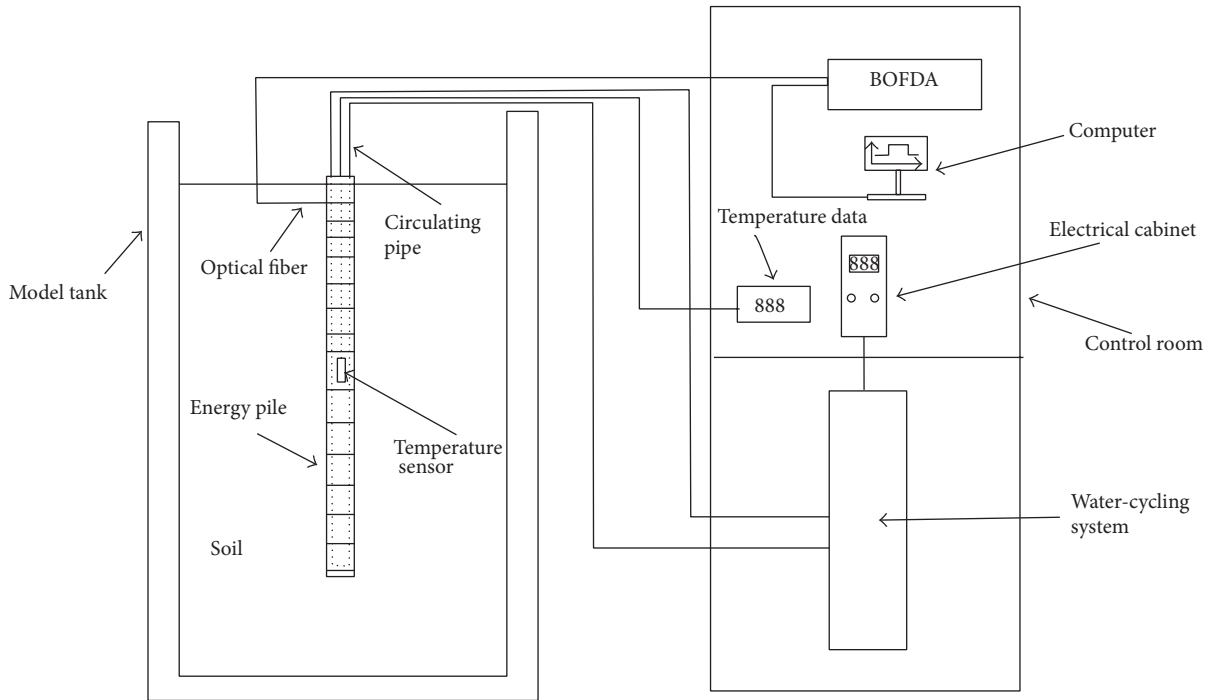 BOFDA
Computer
Temperature data
Electrical cabinet
888
888
Control room
Circulating
pipe
Optical fiber
Model tank
Energy pile
Temperature
sensor
Soil
Water-cycling
system